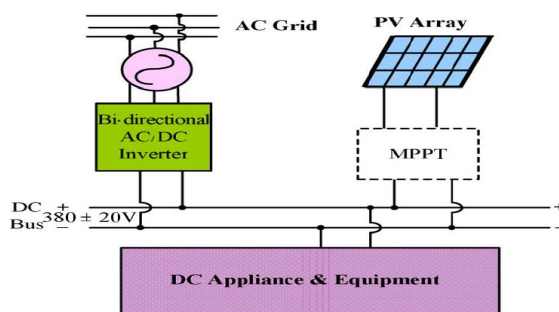 AC Grid
PV Array
Bi-directional
AC/DC
Inverter
MPPT
DC +
380 ± 20V
Bus −
+
−
DC Appliance & Equipment